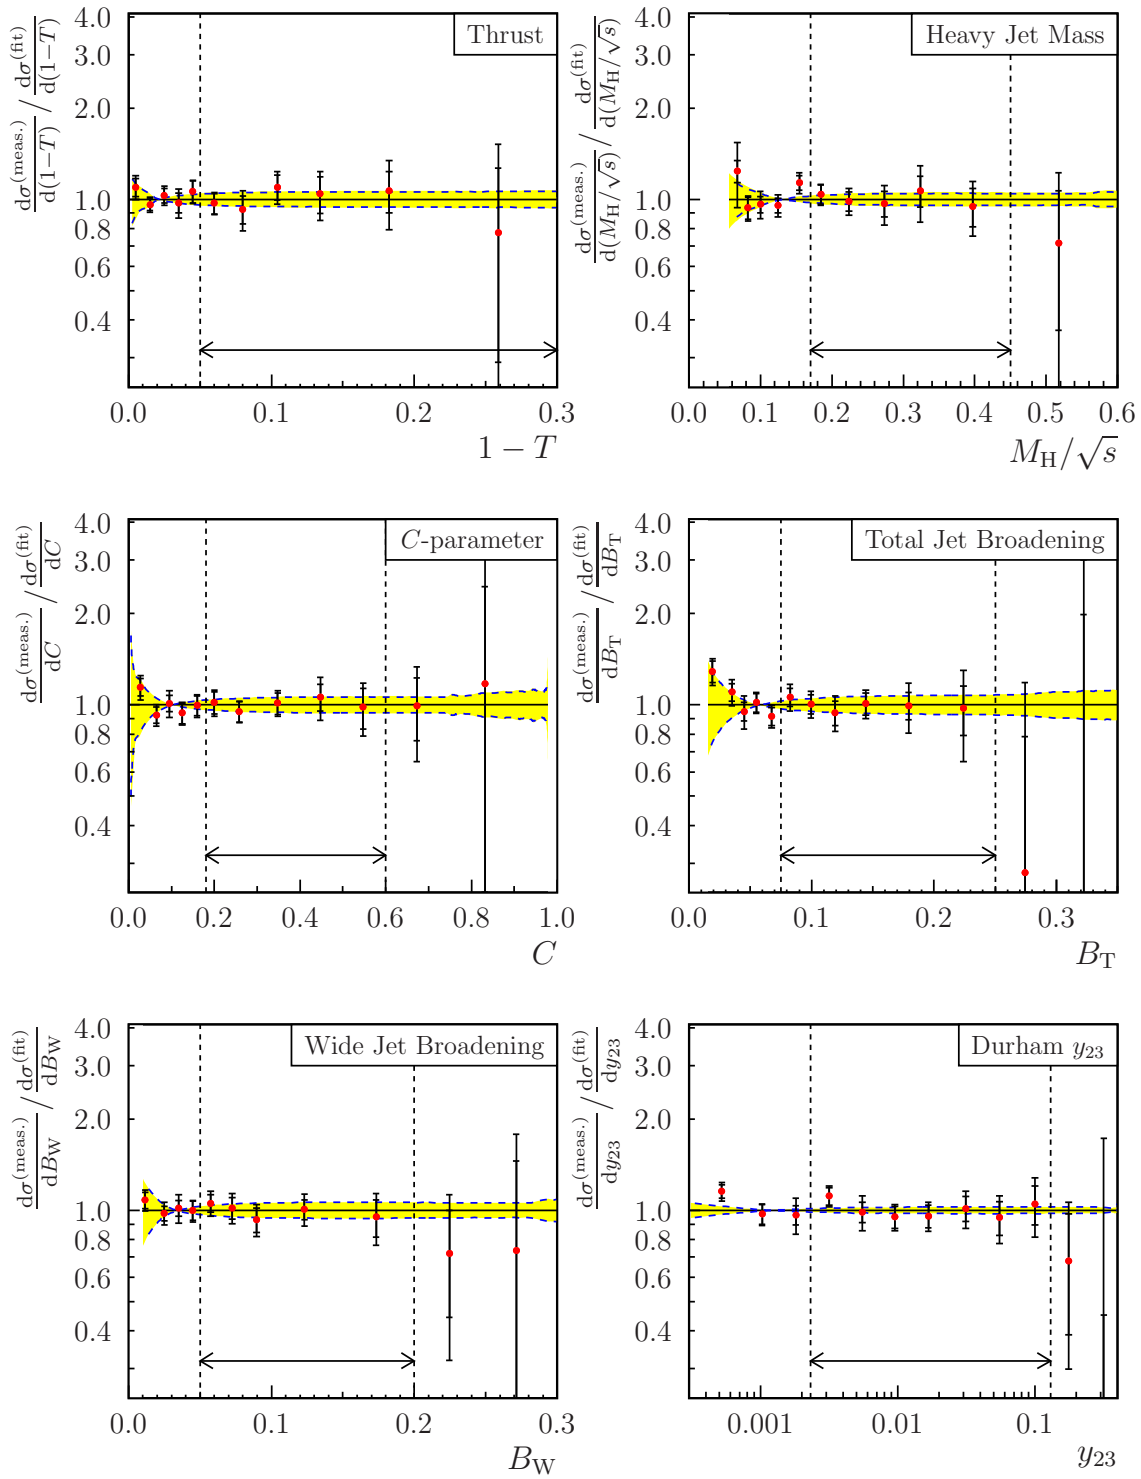 Thrust
dσ^(meas.)/d(1−T) / dσ^(fit)/d(1−T)
4.0
3.0
2.0
1.0
0.8
0.6
0.4
0.0 0.1 0.2 0.3
1 − T
Heavy Jet Mass
dσ^(meas.)/d(M_H/√s) / dσ^(fit)/d(M_H/√s)
4.0
3.0
2.0
1.0
0.8
0.6
0.4
0.0 0.1 0.2 0.3 0.4 0.5 0.6
M_H/√s
C-parameter
dσ^(meas.)/dC / dσ^(fit)/dC
4.0
3.0
2.0
1.0
0.8
0.6
0.4
0.0 0.2 0.4 0.6 0.8 1.0
C
Total Jet Broadening
dσ^(meas.)/dB_T / dσ^(fit)/dB_T
4.0
3.0
2.0
1.0
0.8
0.6
0.4
0.0 0.1 0.2 0.3
B_T
Wide Jet Broadening
dσ^(meas.)/dB_W / dσ^(fit)/dB_W
4.0
3.0
2.0
1.0
0.8
0.6
0.4
0.0 0.1 0.2 0.3
B_W
Durham y_23
dσ^(meas.)/dy_23 / dσ^(fit)/dy_23
4.0
3.0
2.0
1.0
0.8
0.6
0.4
0.001 0.01 0.1
y_23